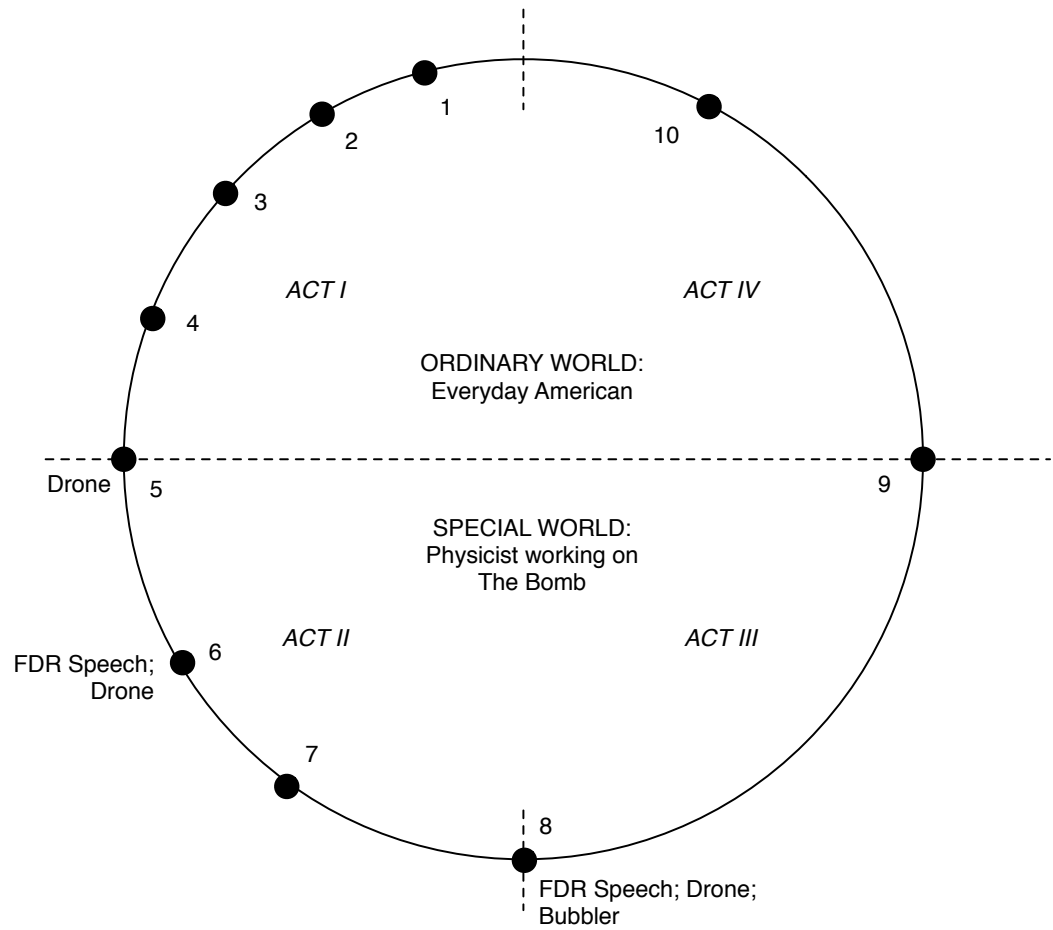 1
10
2
3
ACT I
ACT IV
4
ORDINARY WORLD:
Everyday American
Drone
5
9
SPECIAL WORLD:
Physicist working on
The Bomb
ACT II
ACT III
6
FDR Speech;
Drone
7
8
FDR Speech; Drone;
Bubbler